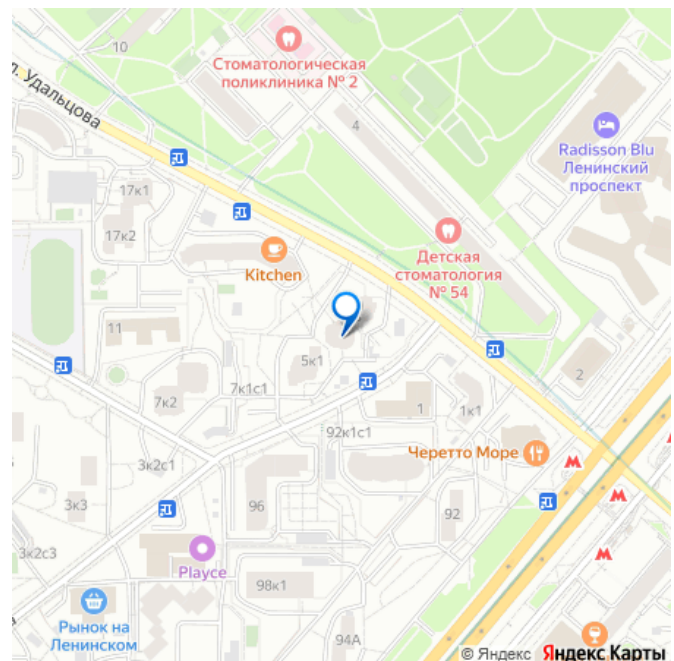 10
Стоматологическая
поликлиника № 2
л. Удальцова
4
Radisson Blu
Ленинский
проспект
17к1
17к2
Kitchen
Детская
стоматология
№ 54
11
5к1
7к1с1
7к2
2
1
1к1
92к1с1
Черетто Море
3к2с1
3к3
96
92
3к2с3
Playce
98к1
Рынок на
Ленинском
94А
© Яндекс Яндекс Карты